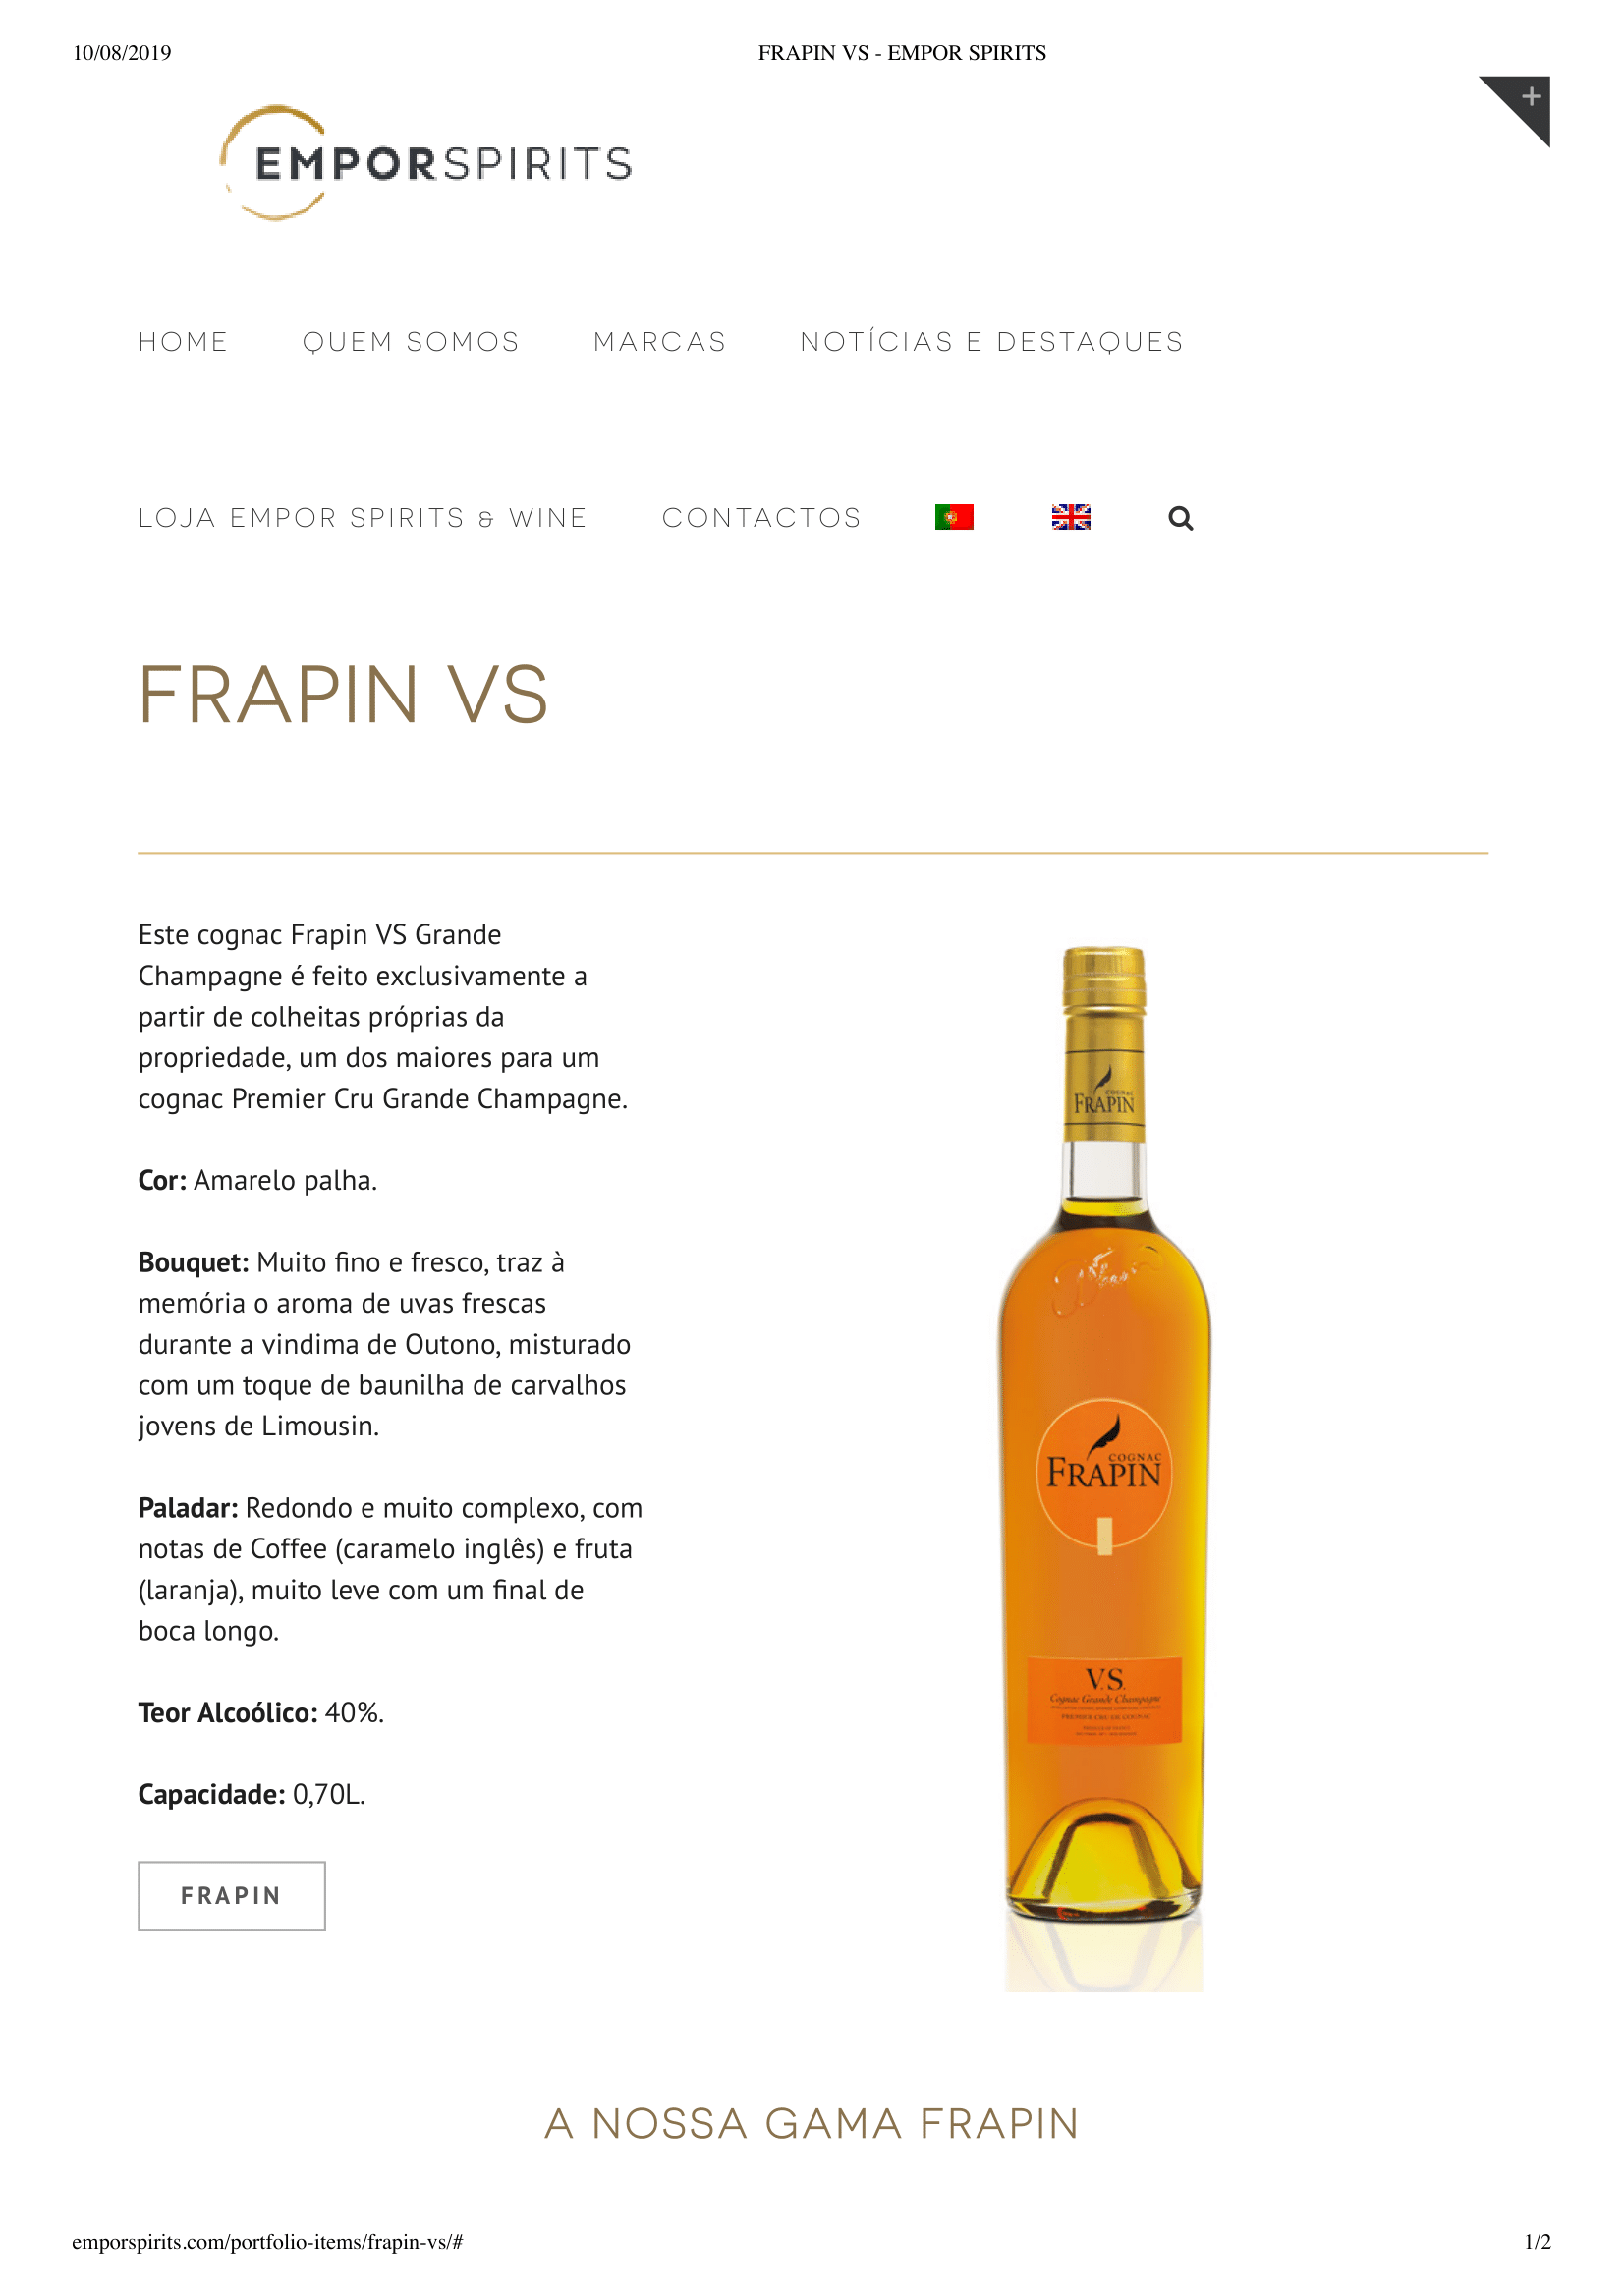 10/08/2019
FRAPIN VS - EMPOR SPIRITS
EMPORSPIRITS
HOME
QUEM SOMOS
MARCAS
NOTÍCIAS E DESTAQUES
LOJA EMPOR SPIRITS & WINE
CONTACTOS
FRAPIN VS
Este cognac Frapin VS Grande
Champagne é feito exclusivamente a
partir de colheitas próprias da
propriedade, um dos maiores para um
cognac Premier Cru Grande Champagne.
Cor: Amarelo palha.
Bouquet: Muito fino e fresco, traz à
memória o aroma de uvas frescas
durante a vindima de Outono, misturado
com um toque de baunilha de carvalhos
jovens de Limousin.
Paladar: Redondo e muito complexo, com
notas de Coffee (caramelo inglês) e fruta
(laranja), muito leve com um final de
boca longo.
Teor Alcoólico: 40%.
Capacidade: 0,70L.
FRAPIN
COGNAC
FRAPIN
COGNAC
FRAPIN
V.S.
Cognac Grande Champagne
PREMIER CRU DE COGNAC
A NOSSA GAMA FRAPIN
emporspirits.com/portfolio-items/frapin-vs/#
1/2